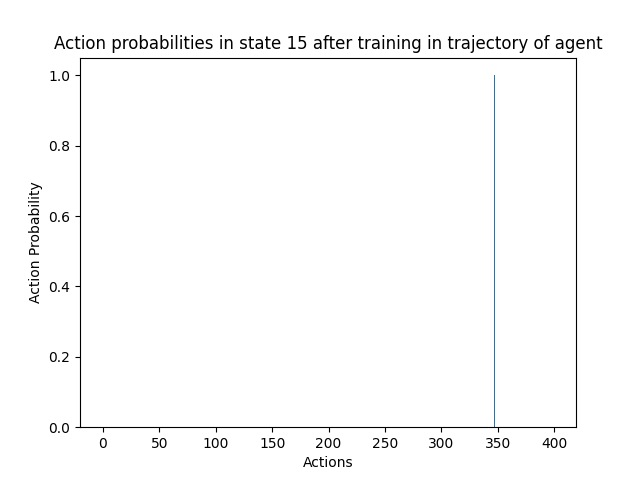 Action probabilities in state 15 after training in trajectory of agent
1.0
0.8
0.6
0.4
0.2
0.0
Action Probability
0 50 100 150 200 250 300 350 400
Actions